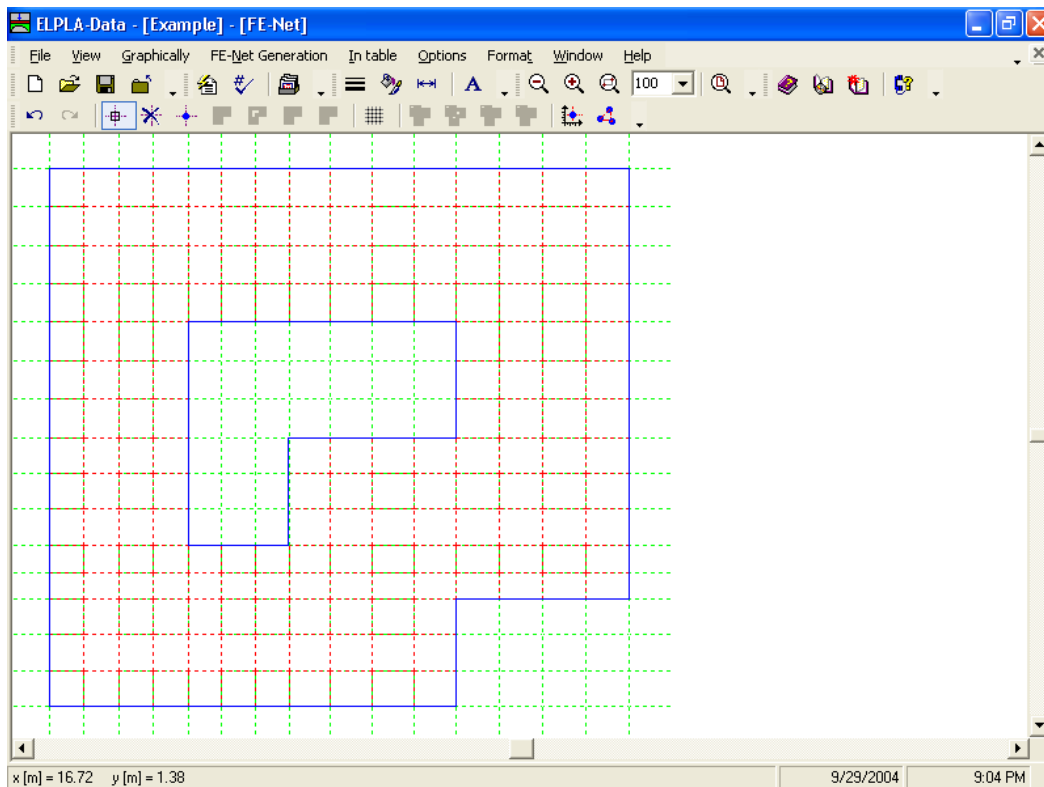 ELPLA-Data - [Example] - [FE-Net]
File View Graphically FE-Net Generation In table Options Format Window Help
A 100
x [m] = 16.72 y [m] = 1.38 9/29/2004 9:04 PM